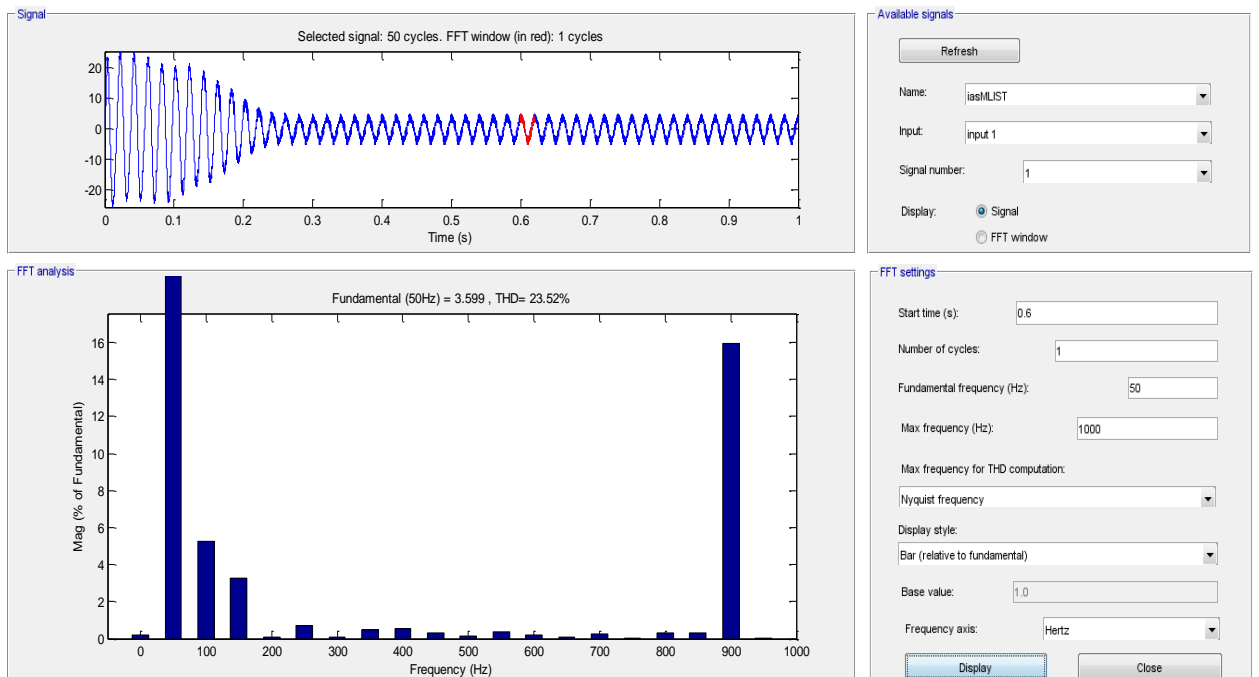 Signal
Selected signal: 50 cycles. FFT window (in red): 1 cycles
20
10
0
-10
-20
0 0.1 0.2 0.3 0.4 0.5 0.6 0.7 0.8 0.9 1
Time (s)
Available signals
Refresh
Name: iasMLIST
Input: input 1
Signal number: 1
Display: Signal
FFT window
FFT analysis
Fundamental (50Hz) = 3.599 , THD= 23.52%
Mag (% of Fundamental)
16
14
12
10
8
6
4
2
0
0 100 200 300 400 500 600 700 800 900 1000
Frequency (Hz)
FFT settings
Start time (s): 0.6
Number of cycles: 1
Fundamental frequency (Hz): 50
Max frequency (Hz): 1000
Max frequency for THD computation:
Nyquist frequency
Display style:
Bar (relative to fundamental)
Base value: 1.0
Frequency axis: Hertz
Display Close